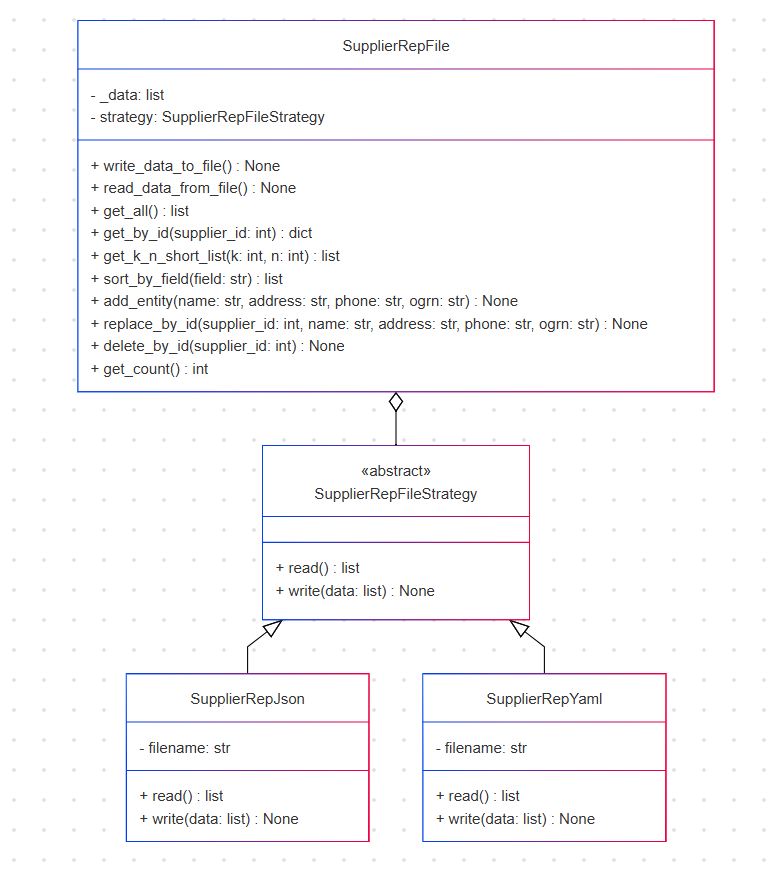 SupplierRepFile
- _data: list
- strategy: SupplierRepFileStrategy
+ write_data_to_file() : None
+ read_data_from_file() : None
+ get_all() : list
+ get_by_id(supplier_id: int) : dict
+ get_k_n_short_list(k: int, n: int) : list
+ sort_by_field(field: str) : list
+ add_entity(name: str, address: str, phone: str, ogrn: str) : None
+ replace_by_id(supplier_id: int, name: str, address: str, phone: str, ogrn: str) : None
+ delete_by_id(supplier_id: int) : None
+ get_count() : int
«abstract»
SupplierRepFileStrategy
+ read() : list
+ write(data: list) : None
SupplierRepJson
- filename: str
+ read() : list
+ write(data: list) : None
SupplierRepYaml
- filename: str
+ read() : list
+ write(data: list) : None